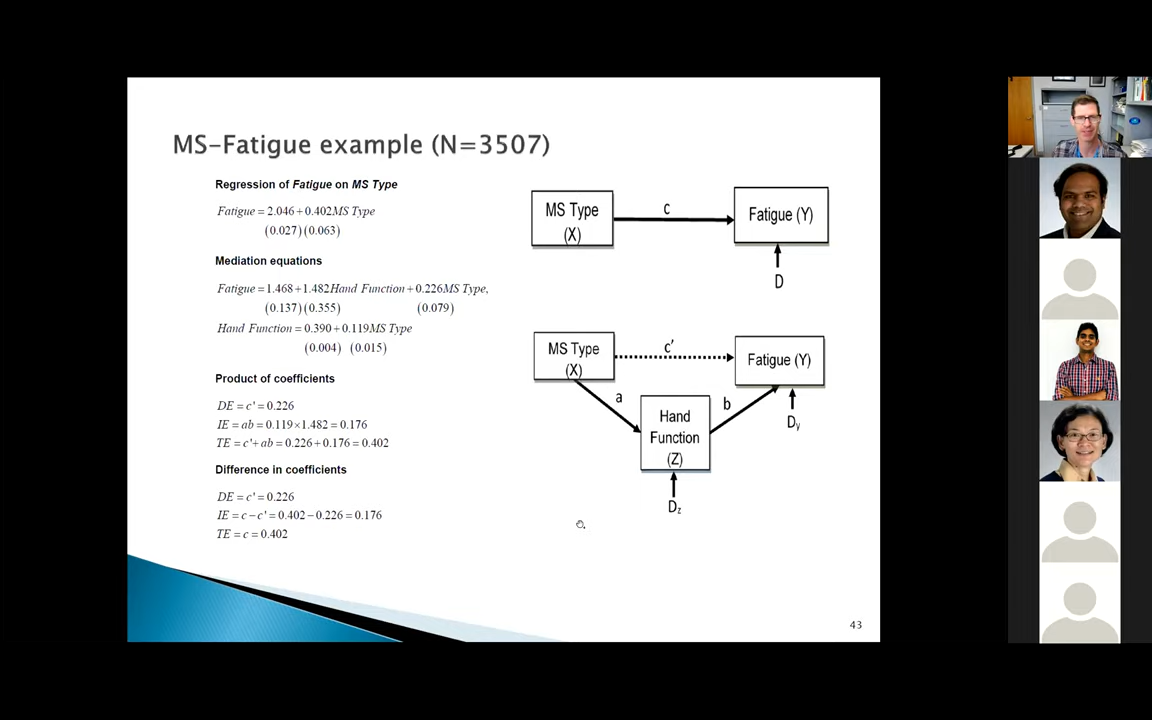 MS-Fatigue example (N=3507)
Regression of Fatigue on MS Type
Fatigue = 2.046 + 0.402MS Type
(0.027) (0.063)
Mediation equations
Fatigue = 1.468 + 1.482Hand Function + 0.226MS Type,
(0.137) (0.355) (0.079)
Hand Function = 0.390 + 0.119MS Type
(0.004) (0.015)
Product of coefficients
DE = c' = 0.226
IE = ab = 0.119×1.482 = 0.176
TE = c'+ ab = 0.226 + 0.176 = 0.402
Difference in coefficients
DE = c' = 0.226
IE = c – c' = 0.402 – 0.226 = 0.176
TE = c = 0.402
MS Type
(X)
c
Fatigue (Y)
D
MS Type
(X)
c'
Fatigue (Y)
a
b
Hand
Function
(Z)
Dy
Dz
43